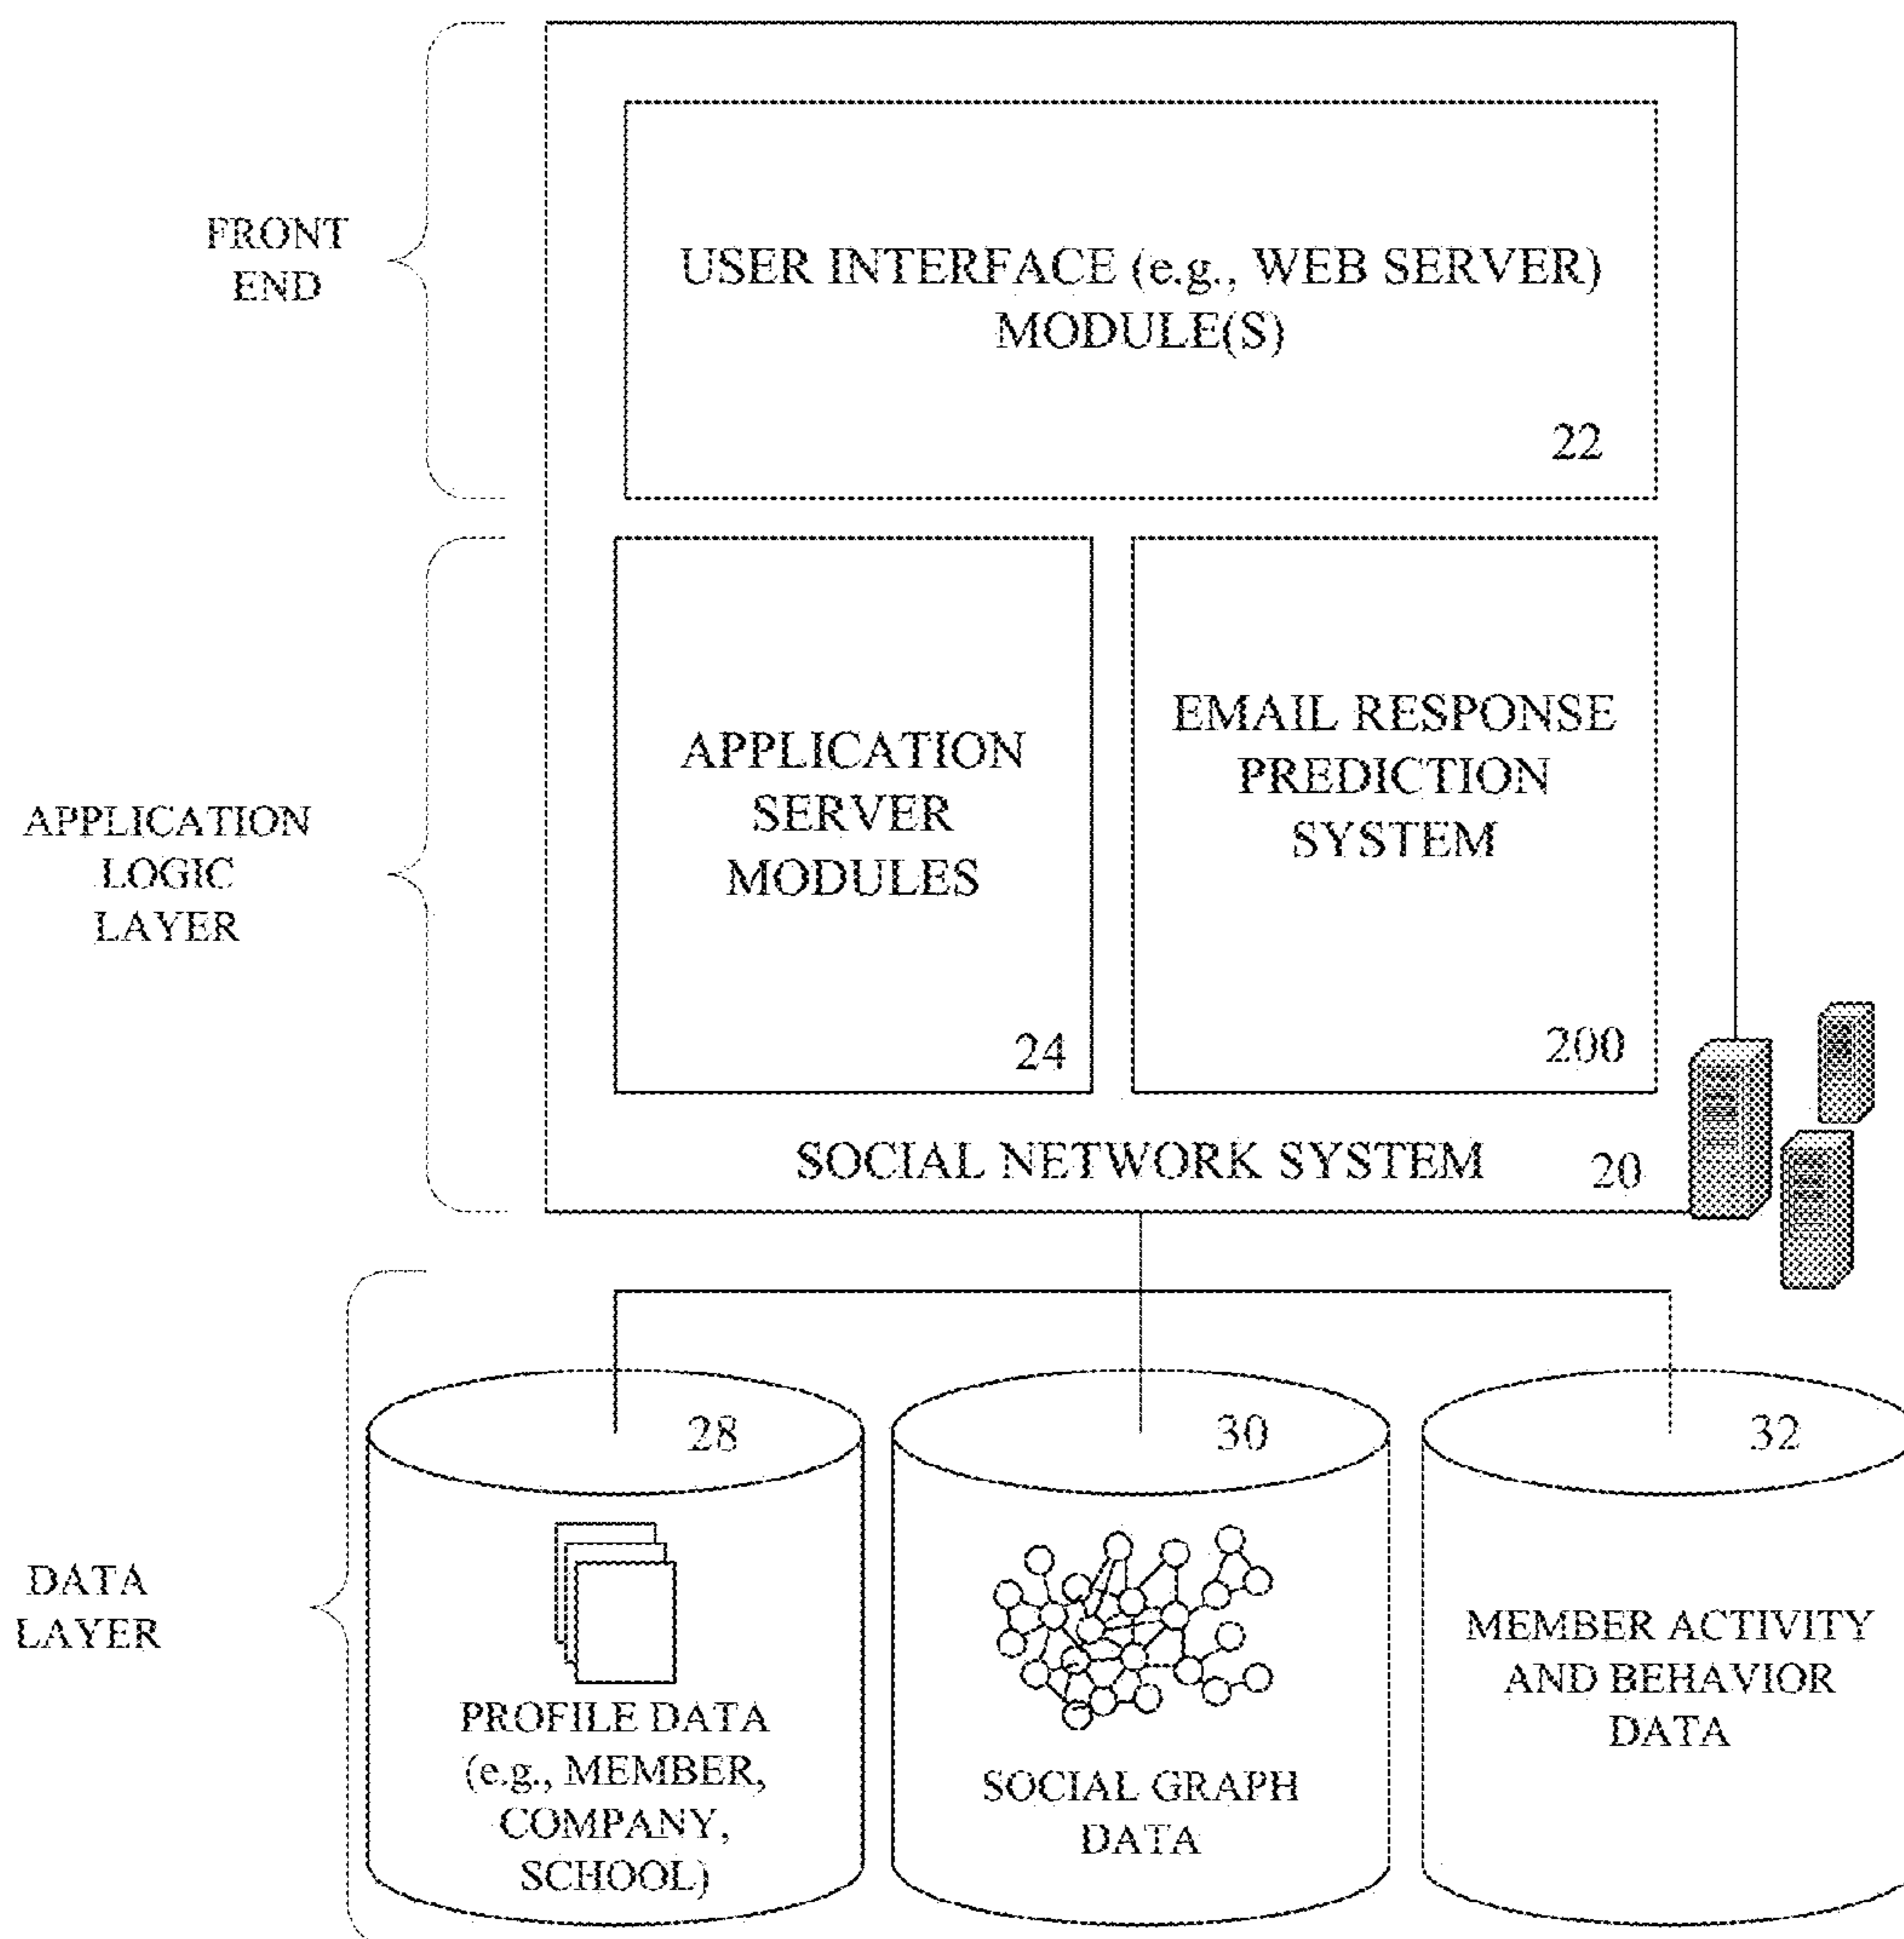 FRONT
END
USER INTERFACE (e.g., WEB SERVER)
MODULE(S)
22
APPLICATION
LOGIC
LAYER
APPLICATION
SERVER
MODULES
24
EMAIL RESPONSE
PREDICTION
SYSTEM
200
SOCIAL NETWORK SYSTEM
20
DATA
LAYER
28
PROFILE DATA
(e.g., MEMBER,
COMPANY,
SCHOOL)
30
SOCIAL GRAPH
DATA
32
MEMBER ACTIVITY
AND BEHAVIOR
DATA